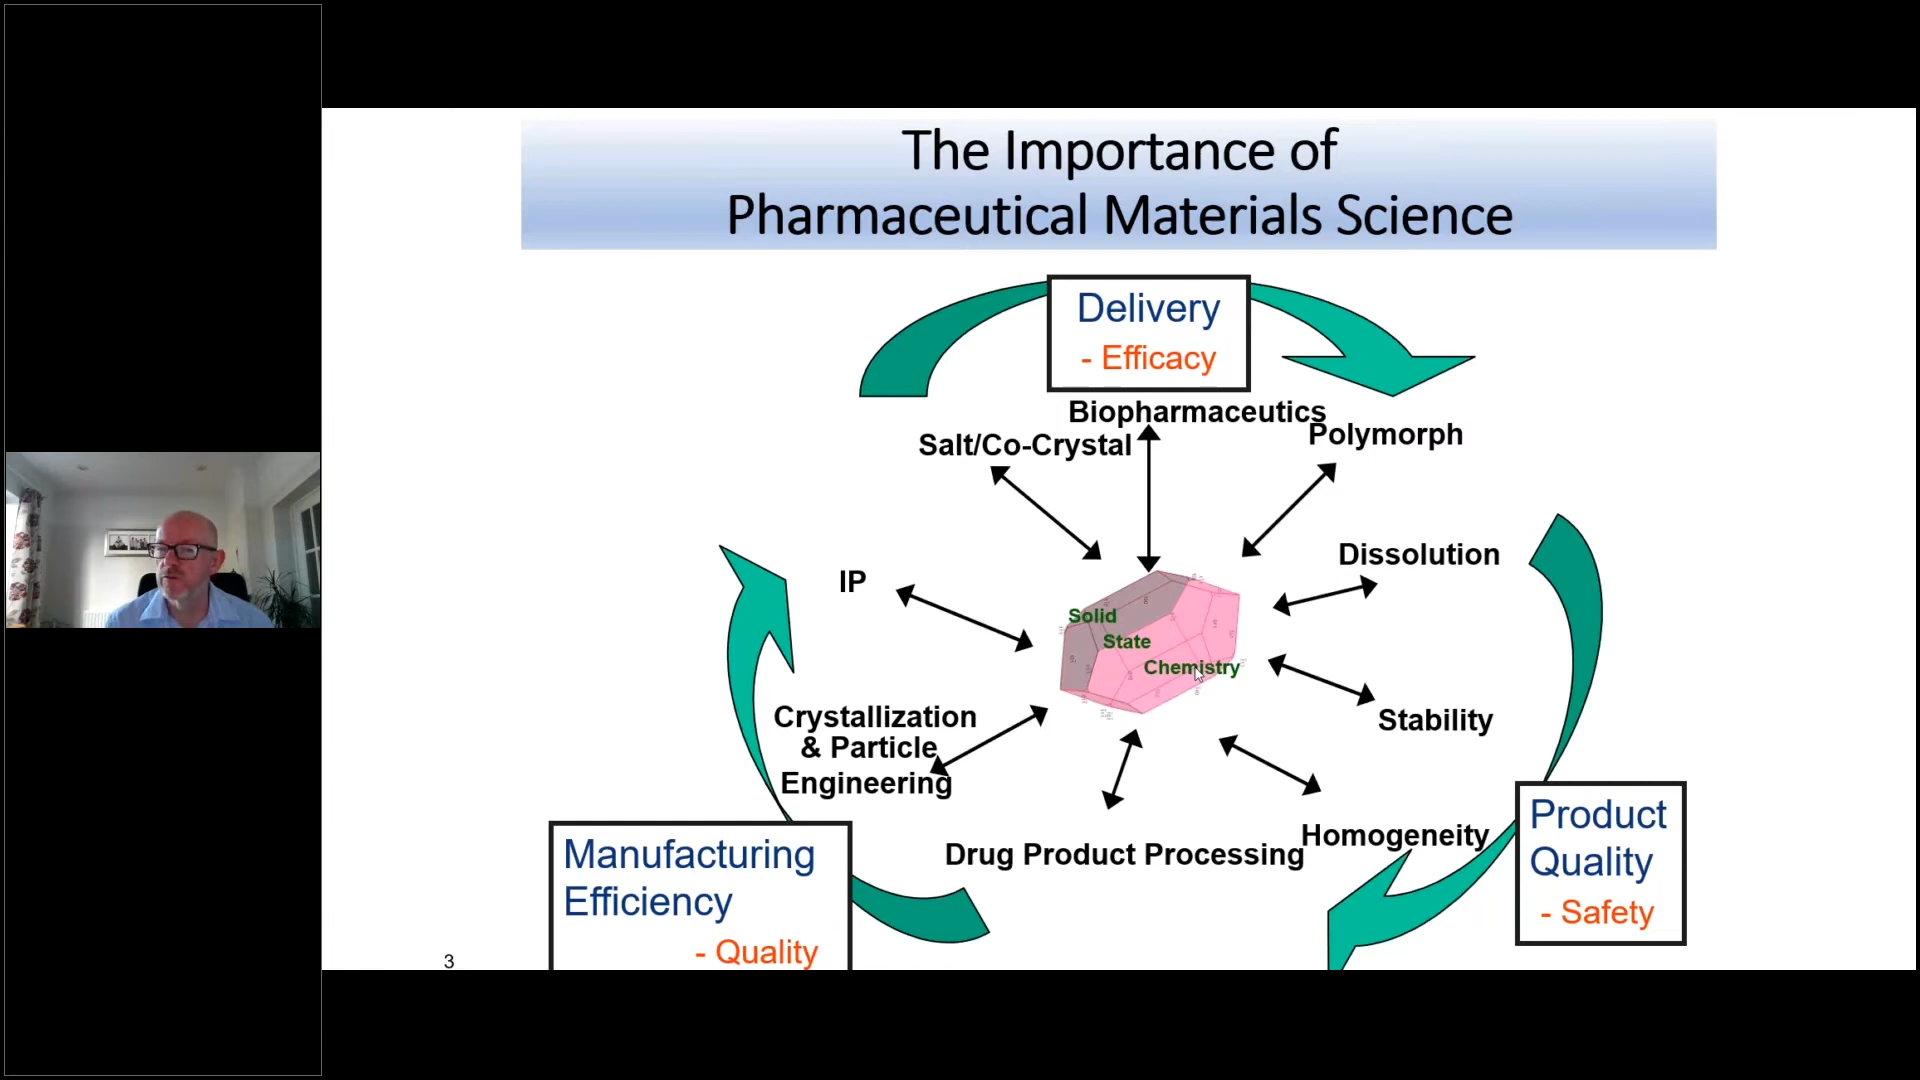 The Importance of
Pharmaceutical Materials Science
Delivery
- Efficacy
Biopharmaceutics
Salt/Co-Crystal
Polymorph
Dissolution
IP
Solid
State
Chemistry
Crystallization
& Particle
Engineering
Stability
Drug Product Processing
Homogeneity
Manufacturing
Efficiency
- Quality
Product
Quality
- Safety
3